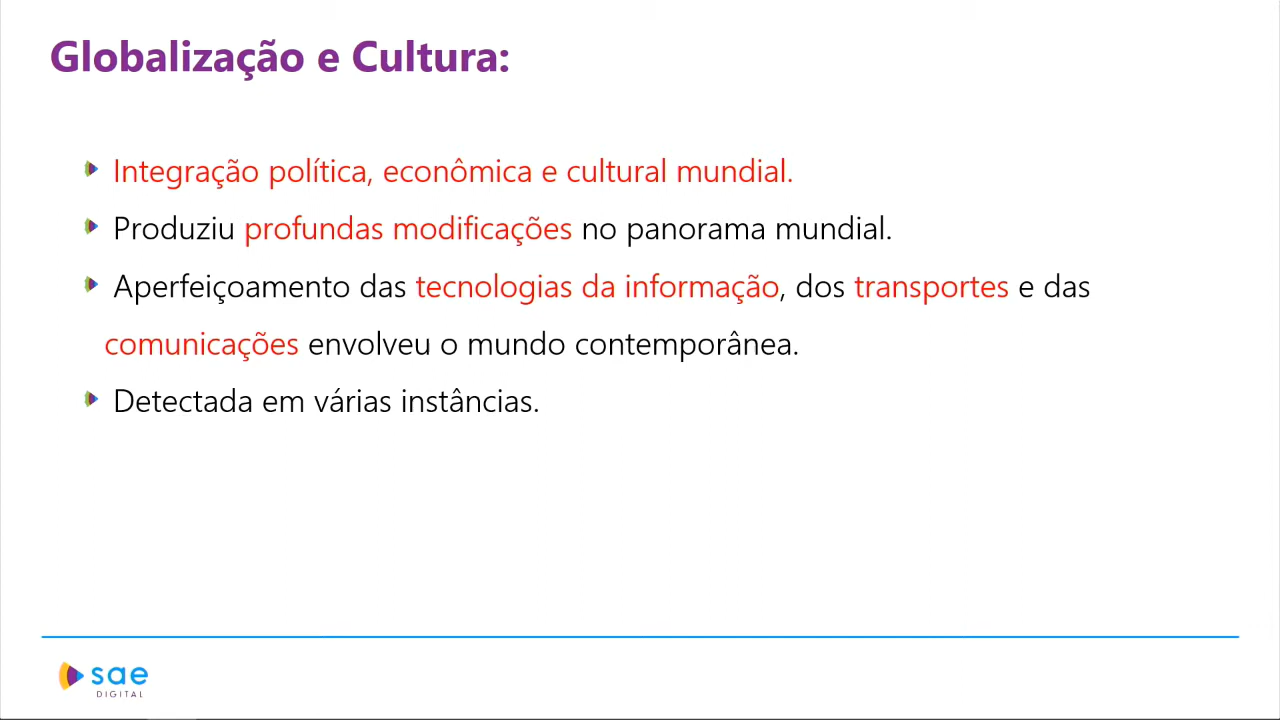 Globalização e Cultura:
Integração política, econômica e cultural mundial.
Produziu profundas modificações no panorama mundial.
Aperfeiçoamento das tecnologias da informação, dos transportes e das
comunicações envolveu o mundo contemporânea.
Detectada em várias instâncias.
sae
DIGITAL